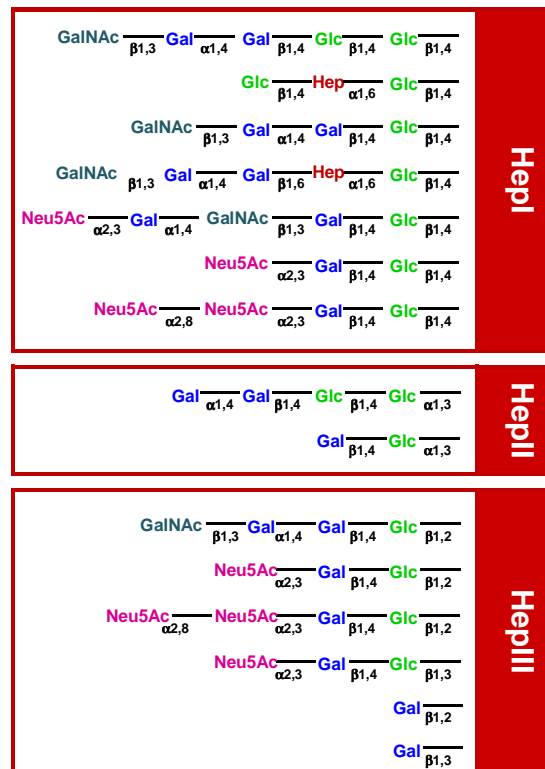 GalNAc β1,3 Gal α1,4 Gal β1,4 Glc β1,4 Glc β1,4
Glc β1,4 Hep α1,6 Glc β1,4
GalNAc β1,3 Gal α1,4 Gal β1,4 Glc β1,4
GalNAc β1,3 Gal α1,4 Gal β1,6 Hep α1,6 Glc β1,4
Neu5Ac α2,3 Gal α1,4 GalNAc β1,3 Gal β1,4 Glc β1,4
Neu5Ac α2,3 Gal β1,4 Glc β1,4
Neu5Ac α2,8 Neu5Ac α2,3 Gal β1,4 Glc β1,4
HepI
Gal α1,4 Gal β1,4 Glc β1,4 Glc α1,3
Gal β1,4 Glc α1,3
HepII
GalNAc β1,3 Gal α1,4 Gal β1,4 Glc β1,2
Neu5Ac α2,3 Gal β1,4 Glc β1,2
Neu5Ac α2,8 Neu5Ac α2,3 Gal β1,4 Glc β1,2
Neu5Ac α2,3 Gal β1,4 Glc β1,3
Gal β1,2
Gal β1,3
HepIII